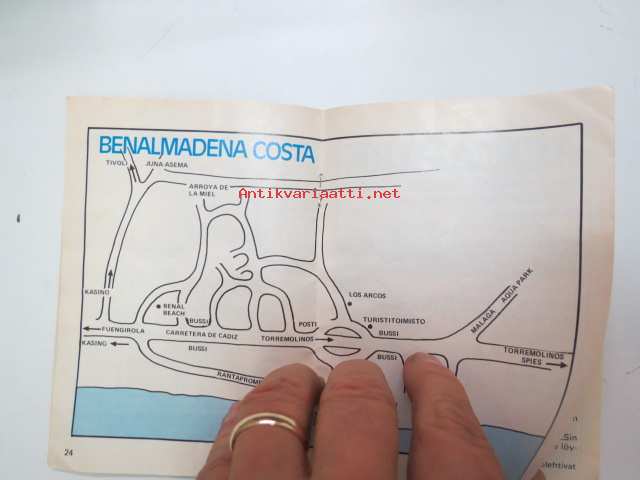 BENALMADENA COSTA
TIVOLI
JUNA-ASEMA
ARROYA DE
LA MIEL
Antikvariaatti.net
KASINO
BENAL
BEACH
BUSSI
LOS ARCOS
TURISTITOIMISTO
BUSSI
MALAGA
AQUA PARK
FUENGIROLA
CARRETERA DE CADIZ
POSTI
TORREMOLINOS
KASINO
BUSSI
BUSSI
TORREMOLINOS
SPIES
24